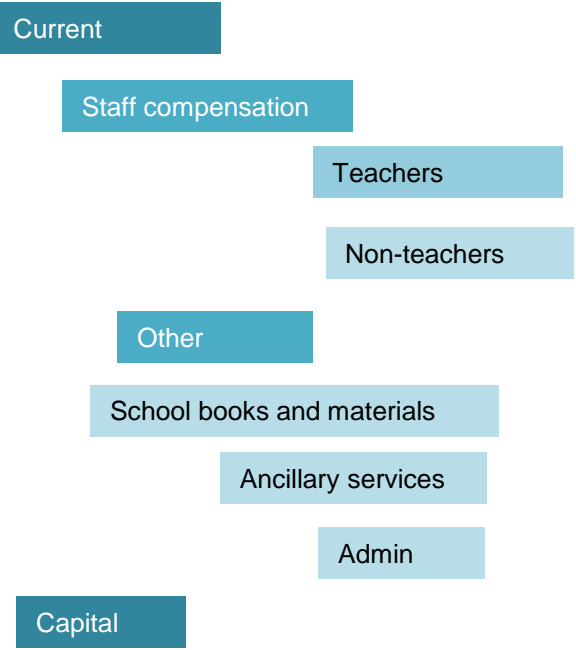 Current
Staff compensation
Teachers
Non-teachers
Other
School books and materials
Ancillary services
Admin
Capital